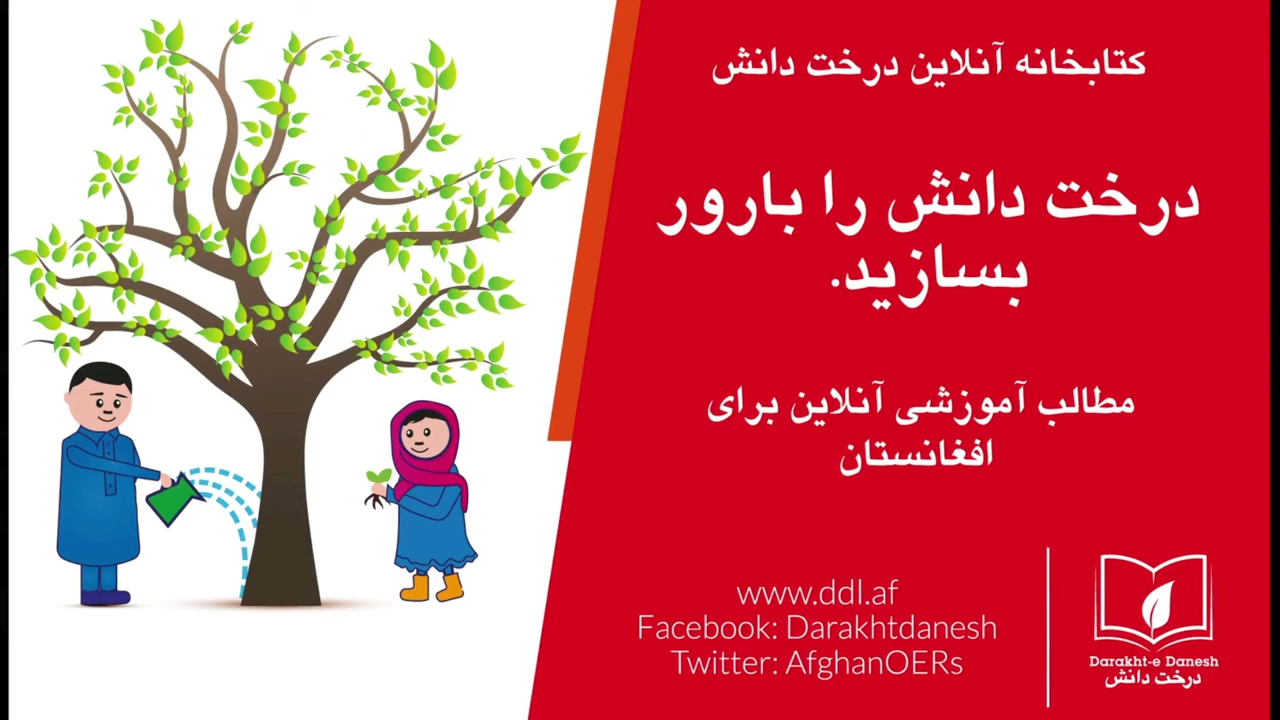 کتابخانه آنلاین درخت دانش
درخت دانش را بارور
بسازید.
مطالب آموزشی آنلاین برای
افغانستان
www.ddl.af
Facebook: Darakhtdanesh
Twitter: AfghanOERs
Darakht-e Danesh
درخت دانش